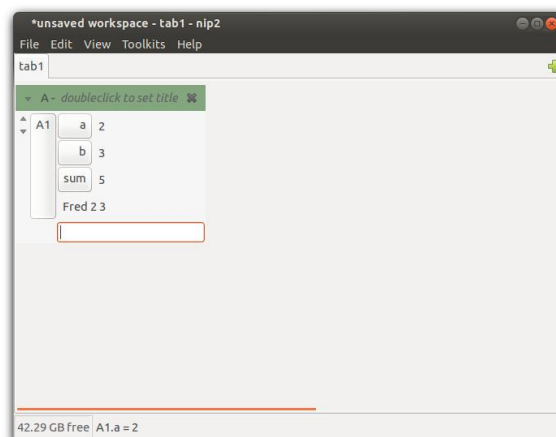 *unsaved workspace - tab1 - nip2
File Edit View Toolkits Help
tab1
A - doubleclick to set title
A1 a 2
b 3
sum 5
Fred 2 3
42.29 GB free A1.a = 2